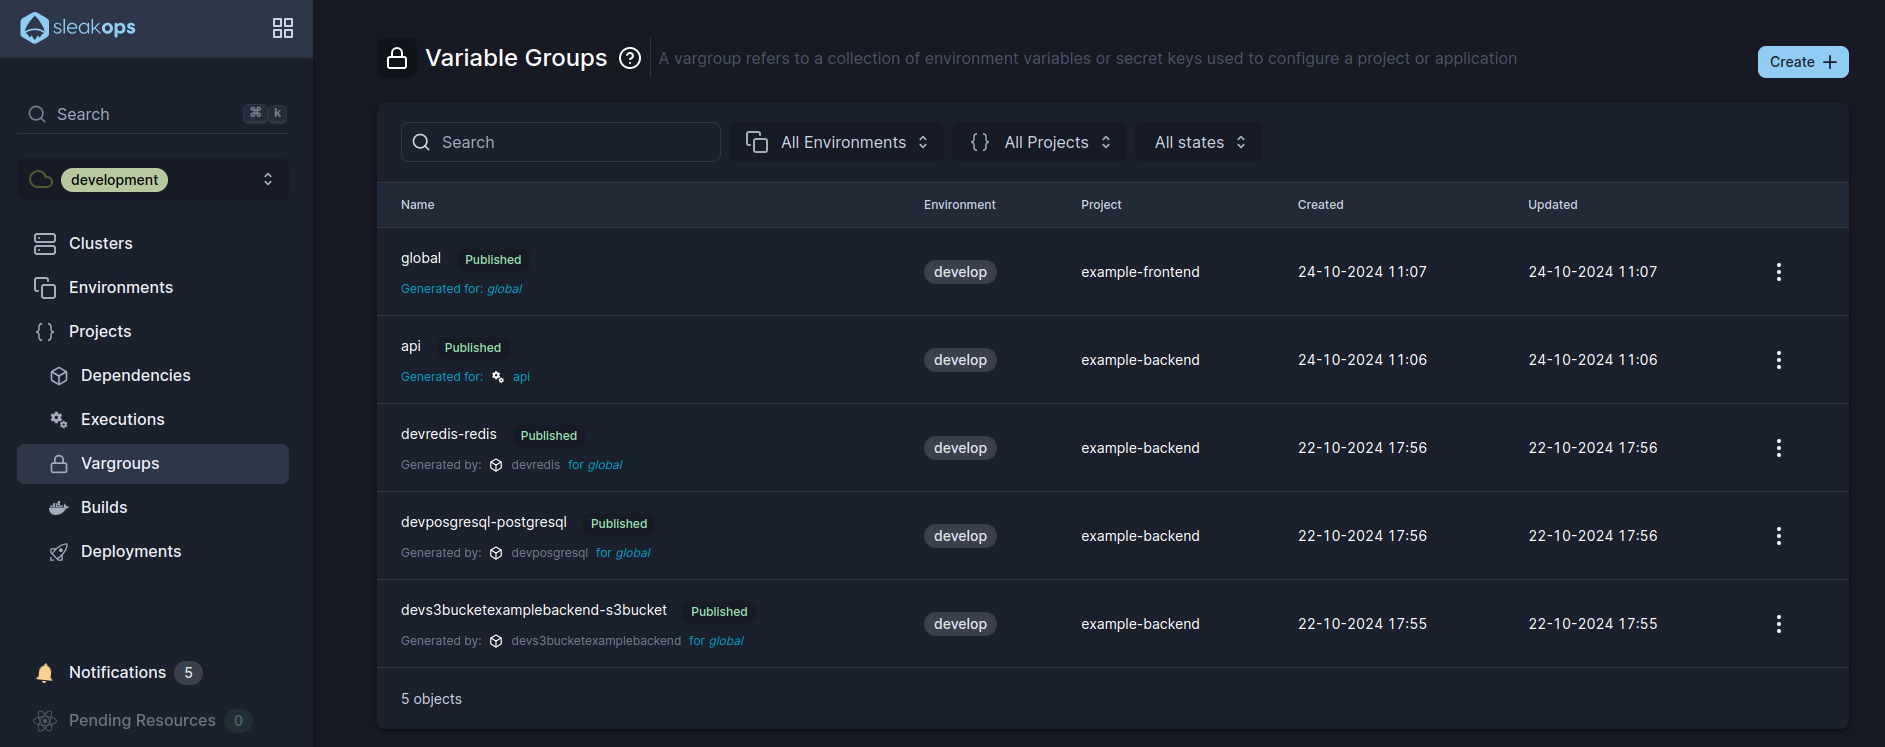 sleakops
Search ⌘ k
development
Clusters
Environments
Projects
Dependencies
Executions
Vargroups
Builds
Deployments
Notifications 5
Pending Resources 0
Variable Groups A vargroup refers to a collection of environment variables or secret keys used to configure a project or application
Create
Search All Environments All Projects All states
Name Environment Project Created Updated
global Published
Generated for: global
develop example-frontend 24-10-2024 11:07 24-10-2024 11:07
api Published
Generated for: api
develop example-backend 24-10-2024 11:06 24-10-2024 11:06
devredis-redis Published
Generated by: devredis for global
develop example-backend 22-10-2024 17:56 22-10-2024 17:56
devposgresql-postgresql Published
Generated by: devposgresql for global
develop example-backend 22-10-2024 17:56 22-10-2024 17:56
devs3bucketexamplebackend-s3bucket Published
Generated by: devs3bucketexamplebackend for global
develop example-backend 22-10-2024 17:55 22-10-2024 17:55
5 objects